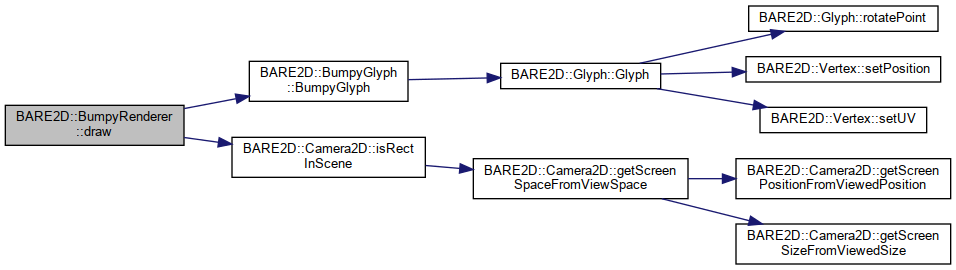 BARE2D::BumpyRenderer
::draw
BARE2D::BumpyGlyph
::BumpyGlyph
BARE2D::Camera2D::isRect
InScene
BARE2D::Glyph::Glyph
BARE2D::Camera2D::getScreen
SpaceFromViewSpace
BARE2D::Glyph::rotatePoint
BARE2D::Vertex::setPosition
BARE2D::Vertex::setUV
BARE2D::Camera2D::getScreen
PositionFromViewedPosition
BARE2D::Camera2D::getScreen
SizeFromViewedSize